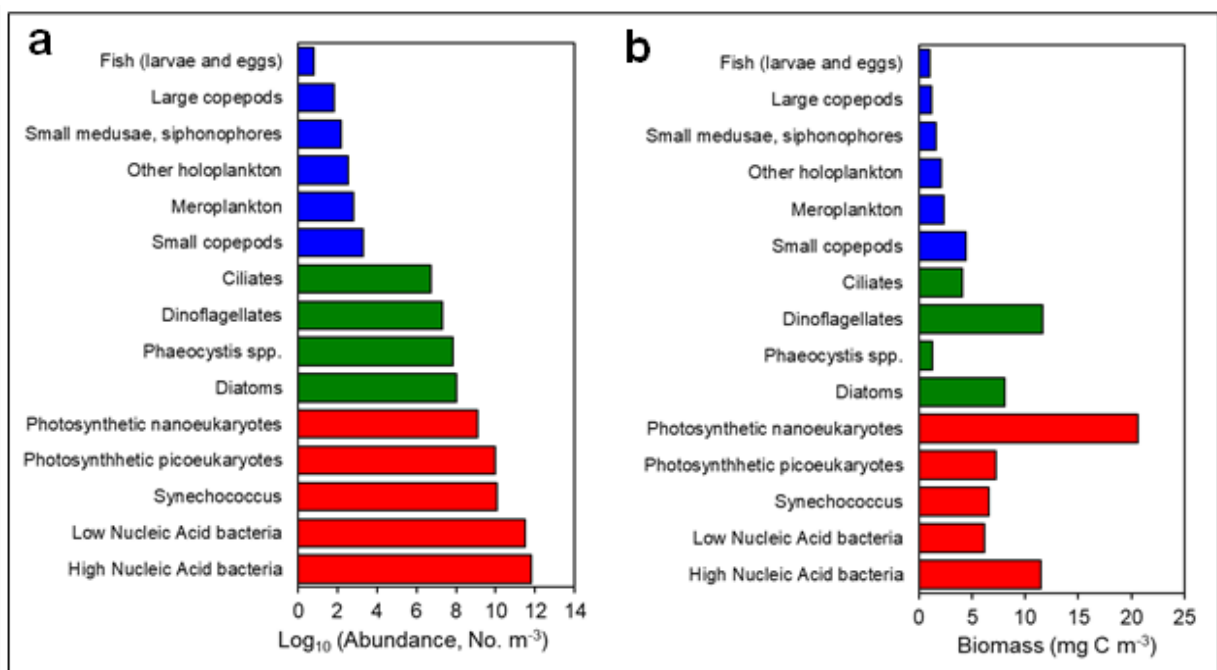 a
Fish (larvae and eggs)
Large copepods
Small medusae, siphonophores
Other holoplankton
Meroplankton
Small copepods
Ciliates
Dinoflagellates
Phaeocystis spp.
Diatoms
Photosynthetic nanoeukaryotes
Photosynthhetic picoeukaryotes
Synechococcus
Low Nucleic Acid bacteria
High Nucleic Acid bacteria
0 2 4 6 8 10 12 14
Log₁₀ (Abundance, No. m⁻³)
b
Fish (larvae and eggs)
Large copepods
Small medusae, siphonophores
Other holoplankton
Meroplankton
Small copepods
Ciliates
Dinoflagellates
Phaeocystis spp.
Diatoms
Photosynthetic nanoeukaryotes
Photosynthhetic picoeukaryotes
Synechococcus
Low Nucleic Acid bacteria
High Nucleic Acid bacteria
0 5 10 15 20 25
Biomass (mg C m⁻³)